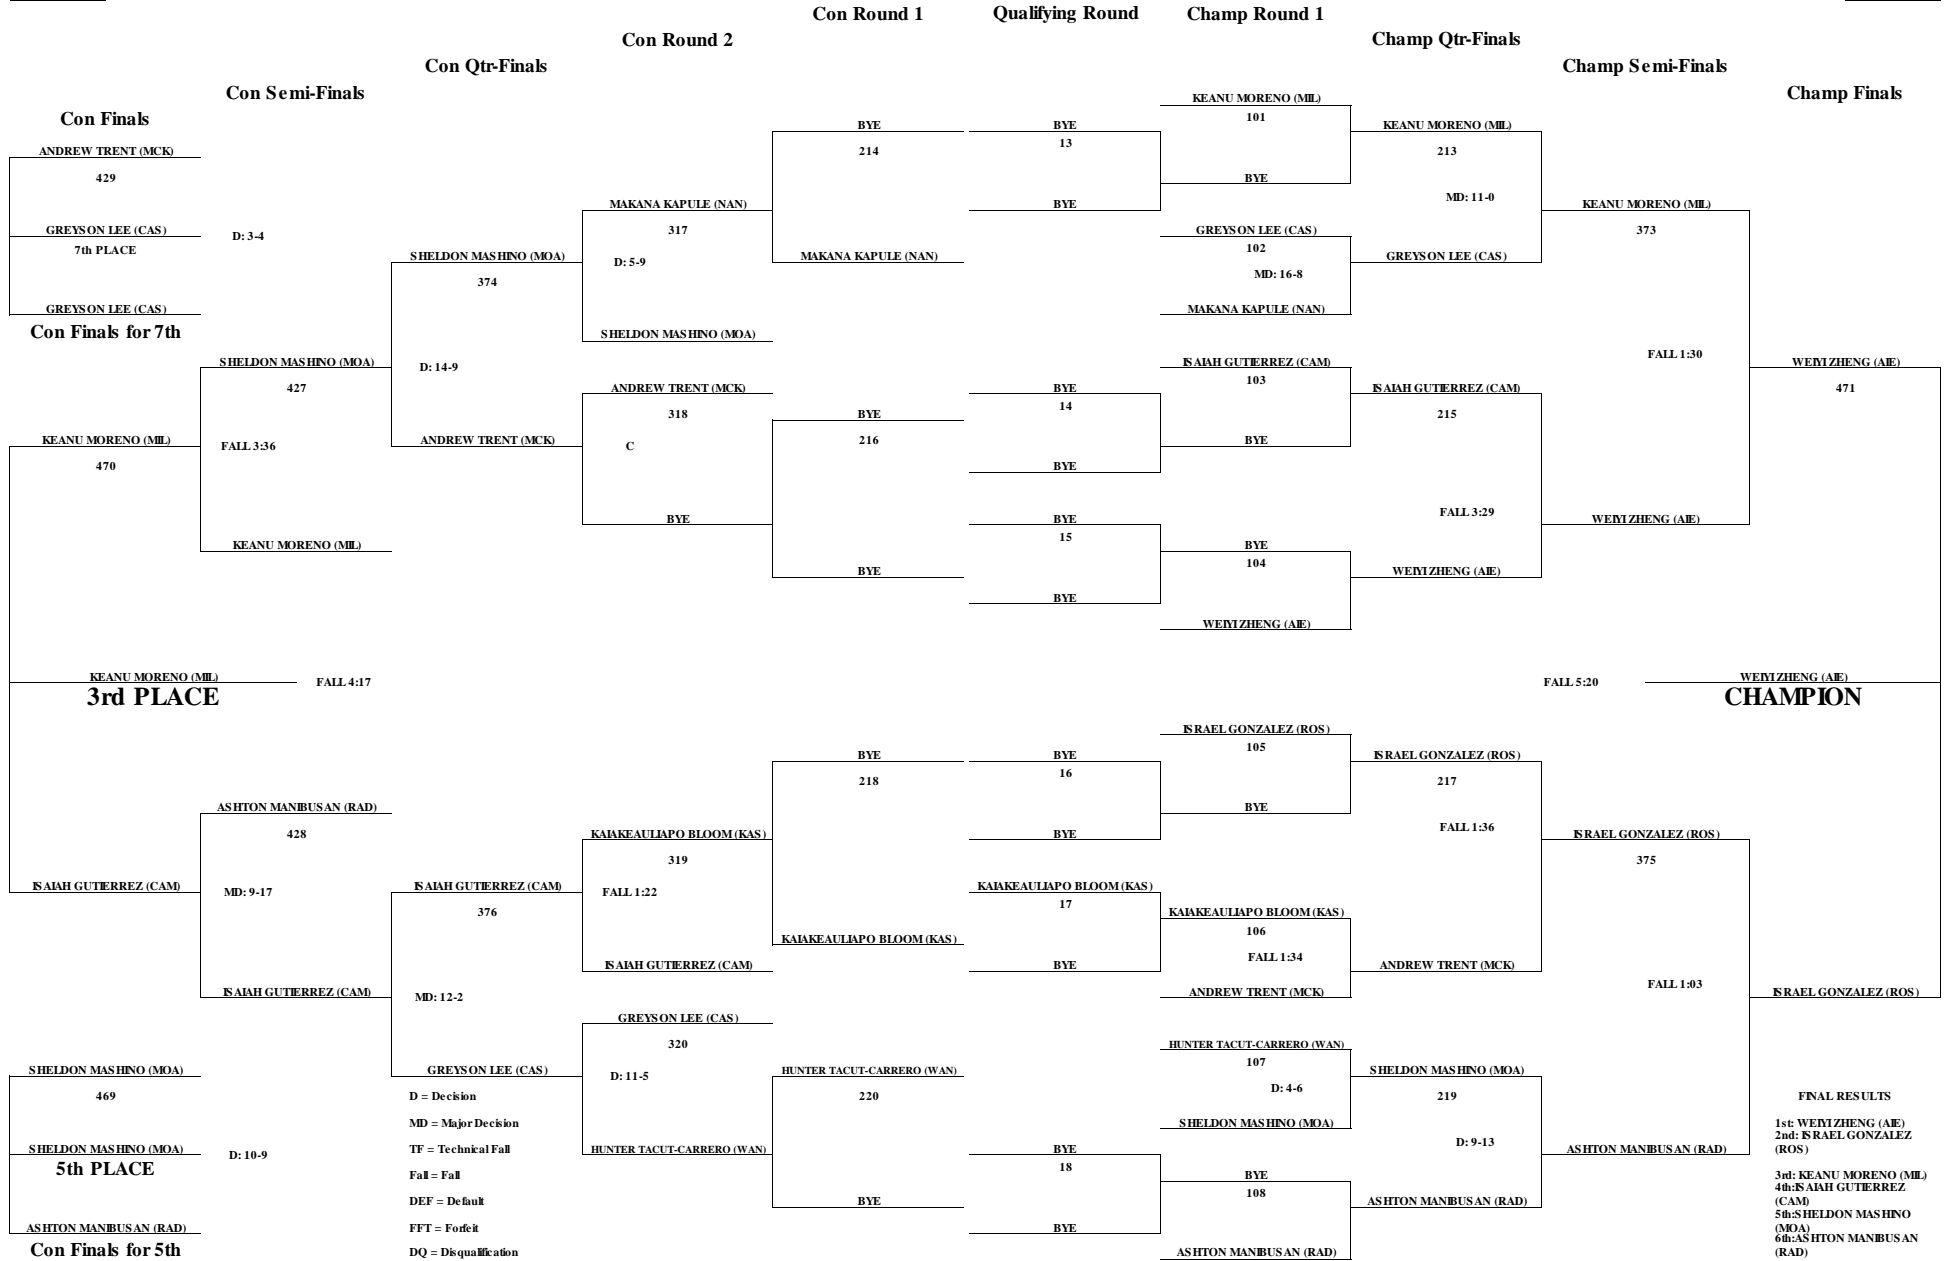 Con Round 1
Qualifying Round
Champ Round 1
Con Round 2
Champ Qtr-Finals
Con Qtr-Finals
Champ Semi-Finals
Con Semi-Finals
Champ Finals
Con Finals
ANDREW TRENT (MCK)
429
GREYSON LEE (CAS)
7th PLACE
D: 3-4
GREYSON LEE (CAS)
Con Finals for 7th
KEANU MORENO (MIL)
470
KEANU MORENO (MIL)
3rd PLACE
FALL 4:17
ISAIAH GUTIERREZ (CAM)
SHELDON MASHINO (MOA)
469
SHELDON MASHINO (MOA)
5th PLACE
D: 10-9
ASHTON MANIBUSAN (RAD)
Con Finals for 5th
SHELDON MASHINO (MOA)
427
FALL 3:36
KEANU MORENO (MIL)
ASHTON MANIBUSAN (RAD)
428
MD: 9-17
ISAIAH GUTIERREZ (CAM)
SHELDON MASHINO (MOA)
374
D: 14-9
ANDREW TRENT (MCK)
ISAIAH GUTIERREZ (CAM)
376
MD: 12-2
GREYSON LEE (CAS)
D = Decision
MD = Major Decision
TF = Technical Fall
Fall = Fall
DEF = Default
FFT = Forfeit
DQ = Disqualification
MAKANA KAPULE (NAN)
317
D: 5-9
SHELDON MASHINO (MOA)
ANDREW TRENT (MCK)
318
C
BYE
KAIAKEAULIAPO BLOOM (KAS)
319
FALL 1:22
ISAIAH GUTIERREZ (CAM)
GREYSON LEE (CAS)
320
D: 11-5
HUNTER TACUT-CARRERO (WAN)
BYE
214
MAKANA KAPULE (NAN)
BYE
216
BYE
BYE
218
KAIAKEAULIAPO BLOOM (KAS)
HUNTER TACUT-CARRERO (WAN)
220
BYE
BYE
13
BYE
BYE
14
BYE
BYE
15
BYE
BYE
16
BYE
KAIAKEAULIAPO BLOOM (KAS)
17
BYE
BYE
18
BYE
KEANU MORENO (MIL)
101
BYE
GREYSON LEE (CAS)
102
MD: 16-8
MAKANA KAPULE (NAN)
ISAIAH GUTIERREZ (CAM)
103
BYE
BYE
104
WEIYI ZHENG (AIE)
ISRAEL GONZALEZ (ROS)
105
BYE
KAIAKEAULIAPO BLOOM (KAS)
106
FALL 1:34
ANDREW TRENT (MCK)
HUNTER TACUT-CARRERO (WAN)
107
D: 4-6
SHELDON MASHINO (MOA)
BYE
108
ASHTON MANIBUSAN (RAD)
KEANU MORENO (MIL)
213
MD: 11-0
GREYSON LEE (CAS)
ISAIAH GUTIERREZ (CAM)
215
FALL 3:29
WEIYI ZHENG (AIE)
ISRAEL GONZALEZ (ROS)
217
FALL 1:36
ANDREW TRENT (MCK)
SHELDON MASHINO (MOA)
219
D: 9-13
ASHTON MANIBUSAN (RAD)
KEANU MORENO (MIL)
373
FALL 1:30
WEIYI ZHENG (AIE)
ISRAEL GONZALEZ (ROS)
375
FALL 1:03
ASHTON MANIBUSAN (RAD)
WEIYI ZHENG (AIE)
471
FALL 5:20
WEIYI ZHENG (AIE)
CHAMPION
ISRAEL GONZALEZ (ROS)
FINAL RESULTS
1st: WEIYI ZHENG (AIE)
2nd: ISRAEL GONZALEZ
(ROS)
3rd: KEANU MORENO (MIL)
4th:ISAIAH GUTIERREZ
(CAM)
5th:SHELDON MASHINO
(MOA)
6th:ASHTON MANIBUSAN
(RAD)